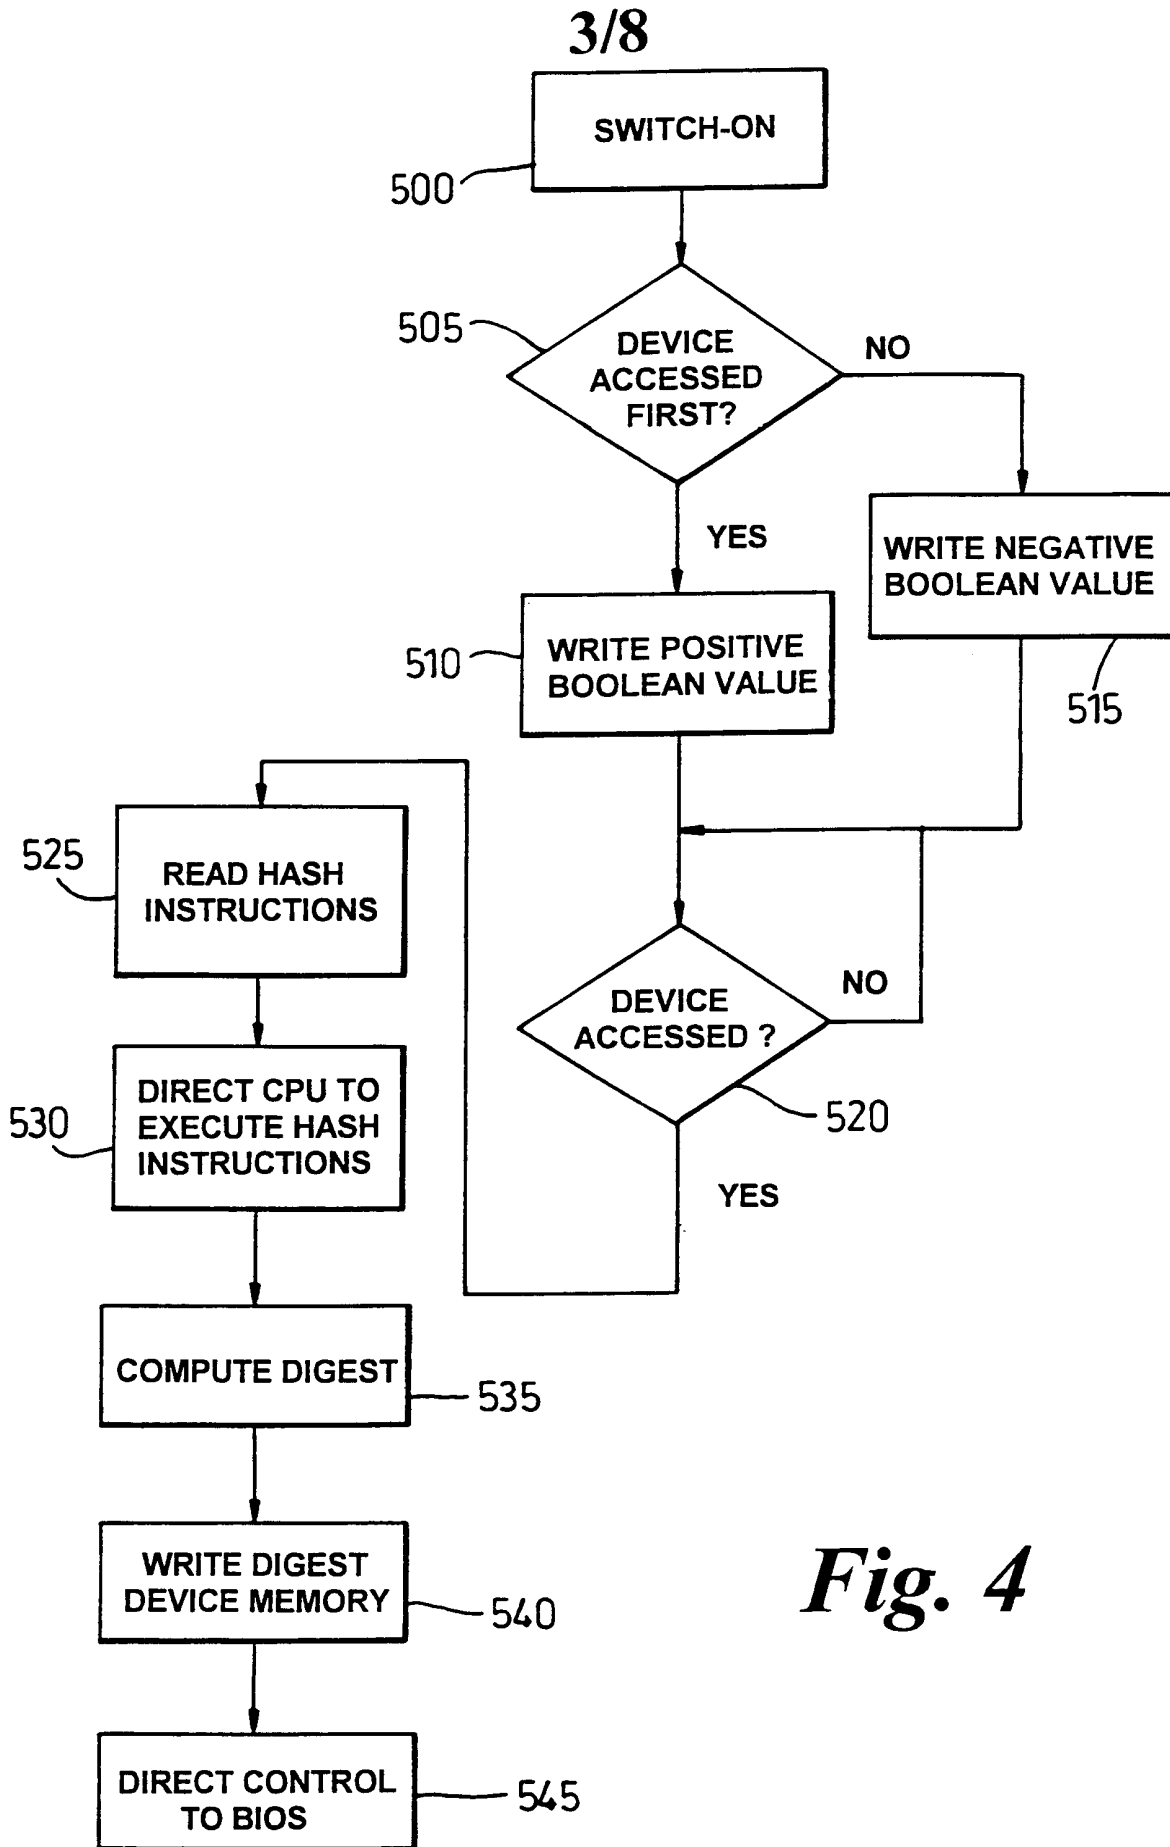 3/8
SWITCH-ON
500
505
DEVICE
ACCESSED
FIRST?
NO
YES
WRITE NEGATIVE
BOOLEAN VALUE
515
510
WRITE POSITIVE
BOOLEAN VALUE
525
READ HASH
INSTRUCTIONS
DEVICE
ACCESSED ?
NO
520
YES
530
DIRECT CPU TO
EXECUTE HASH
INSTRUCTIONS
COMPUTE DIGEST
535
WRITE DIGEST
DEVICE MEMORY
540
DIRECT CONTROL
TO BIOS
545
Fig. 4